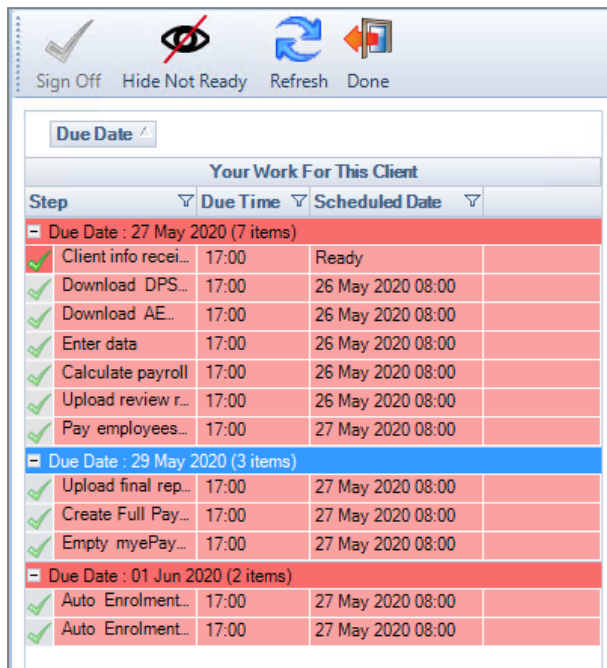 Sign Off Hide Not Ready Refresh Done
Due Date
Your Work For This Client
Step Due Time Scheduled Date
Due Date : 27 May 2020 (7 items)
Client info recei... 17:00 Ready
Download DPS... 17:00 26 May 2020 08:00
Download AE... 17:00 26 May 2020 08:00
Enter data 17:00 26 May 2020 08:00
Calculate payroll 17:00 26 May 2020 08:00
Upload review r... 17:00 26 May 2020 08:00
Pay employees... 17:00 27 May 2020 08:00
Due Date : 29 May 2020 (3 items)
Upload final rep... 17:00 27 May 2020 08:00
Create Full Pay... 17:00 27 May 2020 08:00
Empty myePay... 17:00 27 May 2020 08:00
Due Date : 01 Jun 2020 (2 items)
Auto Enrolment... 17:00 27 May 2020 08:00
Auto Enrolment... 17:00 27 May 2020 08:00